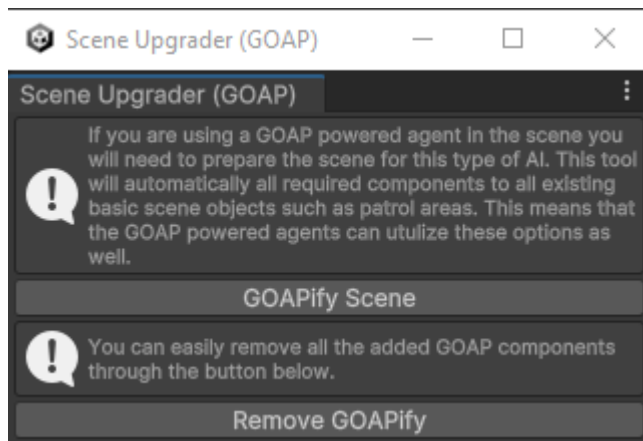 Scene Upgrader (GOAP)
Scene Upgrader (GOAP)
If you are using a GOAP powered agent in the scene you
will need to prepare the scene for this type of AI. This tool
will automatically all required components to all existing
basic scene objects such as patrol areas. This means that
the GOAP powered agents can utulize these options as
well.
GOAPify Scene
You can easily remove all the added GOAP components
through the button below.
Remove GOAPify